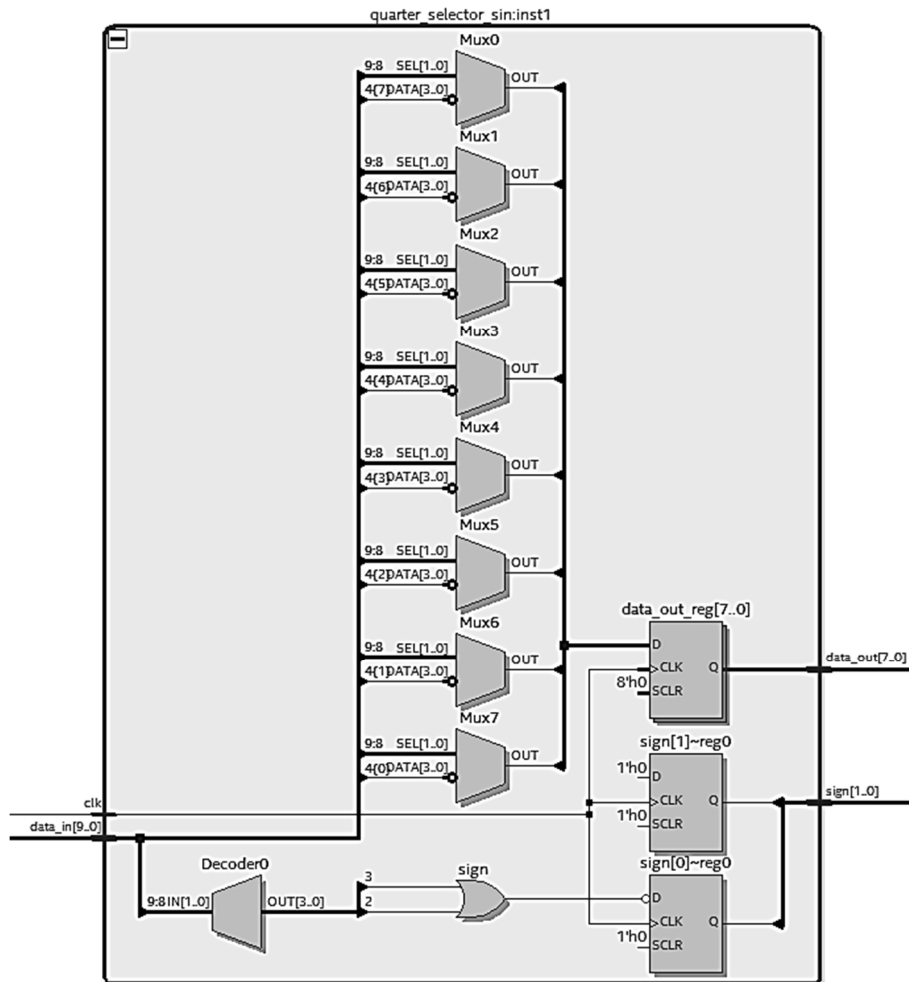 quarter_selector_sin:inst1
Mux0
9:8 SEL[1..0]
OUT
4{7} DATA[3..0]
Mux1
9:8 SEL[1..0]
OUT
4{6} DATA[3..0]
Mux2
9:8 SEL[1..0]
OUT
4{5} DATA[3..0]
Mux3
9:8 SEL[1..0]
OUT
4{4} DATA[3..0]
Mux4
9:8 SEL[1..0]
OUT
4{3} DATA[3..0]
Mux5
9:8 SEL[1..0]
OUT
4{2} DATA[3..0]
Mux6
9:8 SEL[1..0]
OUT
4{1} DATA[3..0]
Mux7
9:8 SEL[1..0]
OUT
4{0} DATA[3..0]
data_out_reg[7..0]
D
CLK
Q
8'h0
SCLR
data_out[7..0]
sign[1]~reg0
1'h0
D
CLK
Q
1'h0
SCLR
sign[1..0]
clk
data_in[9..0]
Decoder0
9:8 IN[1..0]
OUT[3..0]
3
2
sign
sign[0]~reg0
D
CLK
Q
1'h0
SCLR